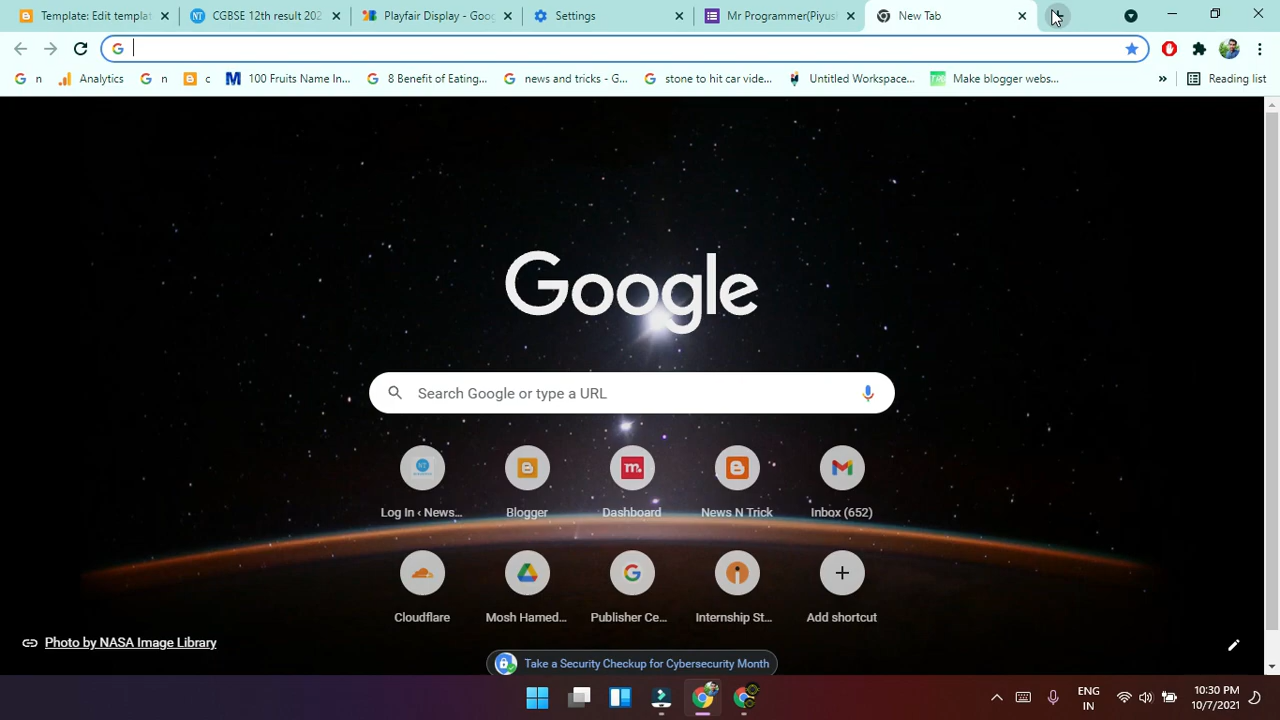 Edit templat
CGBSE 12th result 202
Playfair Display - Goog
Settings
Mr Programmer(Piyus
New Tab
n
Analytics
n
c
100 Fruits Name In...
8 Benefit of Eating...
news and tricks - G...
stone to hit car vide...
Untitled Workspace...
Make blogger webs...
»
Reading list
Google
Search Google or type a URL
Log In ‹ News...
Blogger
Dashboard
News N Trick
Inbox (652)
Cloudflare
Mosh Hamed...
Publisher Ce...
Internship St...
Add shortcut
Photo by NASA Image Library
Take a Security Checkup for Cybersecurity Month
ENG
IN
10:30 PM
10/7/2021